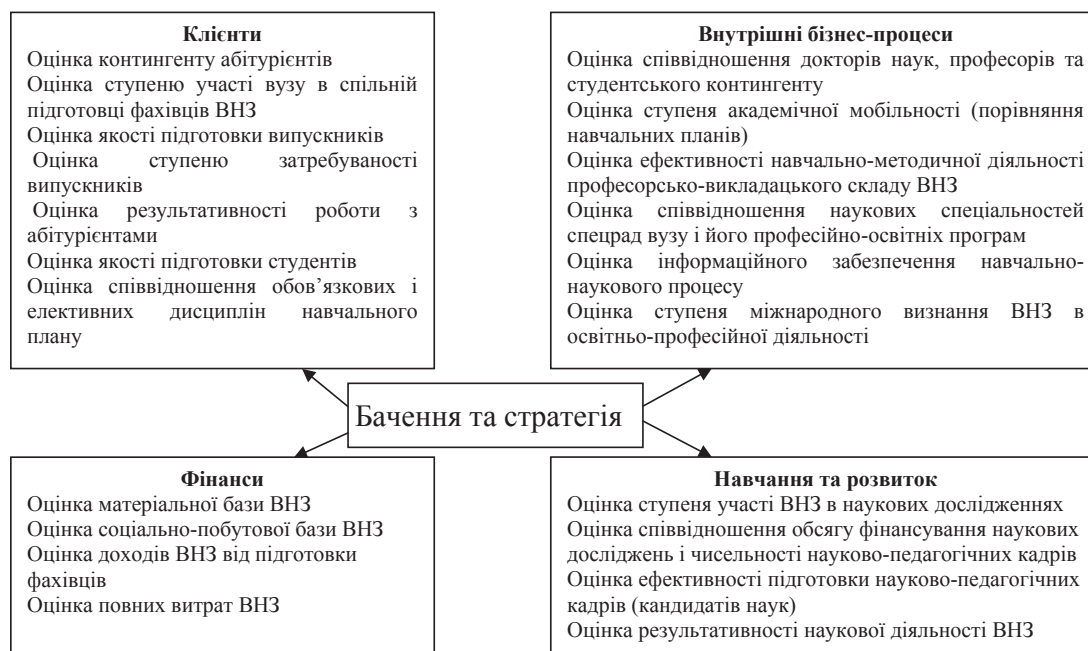 Клієнти
Оцінка контингенту абітурієнтів
Оцінка ступеню участі вузу в спільній
підготовці фахівців ВНЗ
Оцінка якості підготовки випускників
Оцінка ступеню затребуваності
випускників
Оцінка результативності роботи з
абітурієнтами
Оцінка якості підготовки студентів
Оцінка співвідношення обов’язкових і
елективних дисциплін навчального
плану
Внутрішні бізнес-процеси
Оцінка співвідношення докторів наук, професорів та
студентського контингенту
Оцінка ступеня академічної мобільності (порівняння
навчальних планів)
Оцінка ефективності навчально-методичної діяльності
професорсько-викладацького складу ВНЗ
Оцінка співвідношення наукових спеціальностей
спецрад вузу і його професійно-освітніх програм
Оцінка інформаційного забезпечення навчально-
наукового процесу
Оцінка ступеня міжнародного визнання ВНЗ в
освітньо-професійної діяльності
Бачення та стратегія
Фінанси
Оцінка матеріальної бази ВНЗ
Оцінка соціально-побутової бази ВНЗ
Оцінка доходів ВНЗ від підготовки
фахівців
Оцінка повних витрат ВНЗ
Навчання та розвиток
Оцінка ступеня участі ВНЗ в наукових дослідженнях
Оцінка співвідношення обсягу фінансування наукових
досліджень і чисельності науково-педагогічних кадрів
Оцінка ефективності підготовки науково-педагогічних
кадрів (кандидатів наук)
Оцінка результативності наукової діяльності ВНЗ